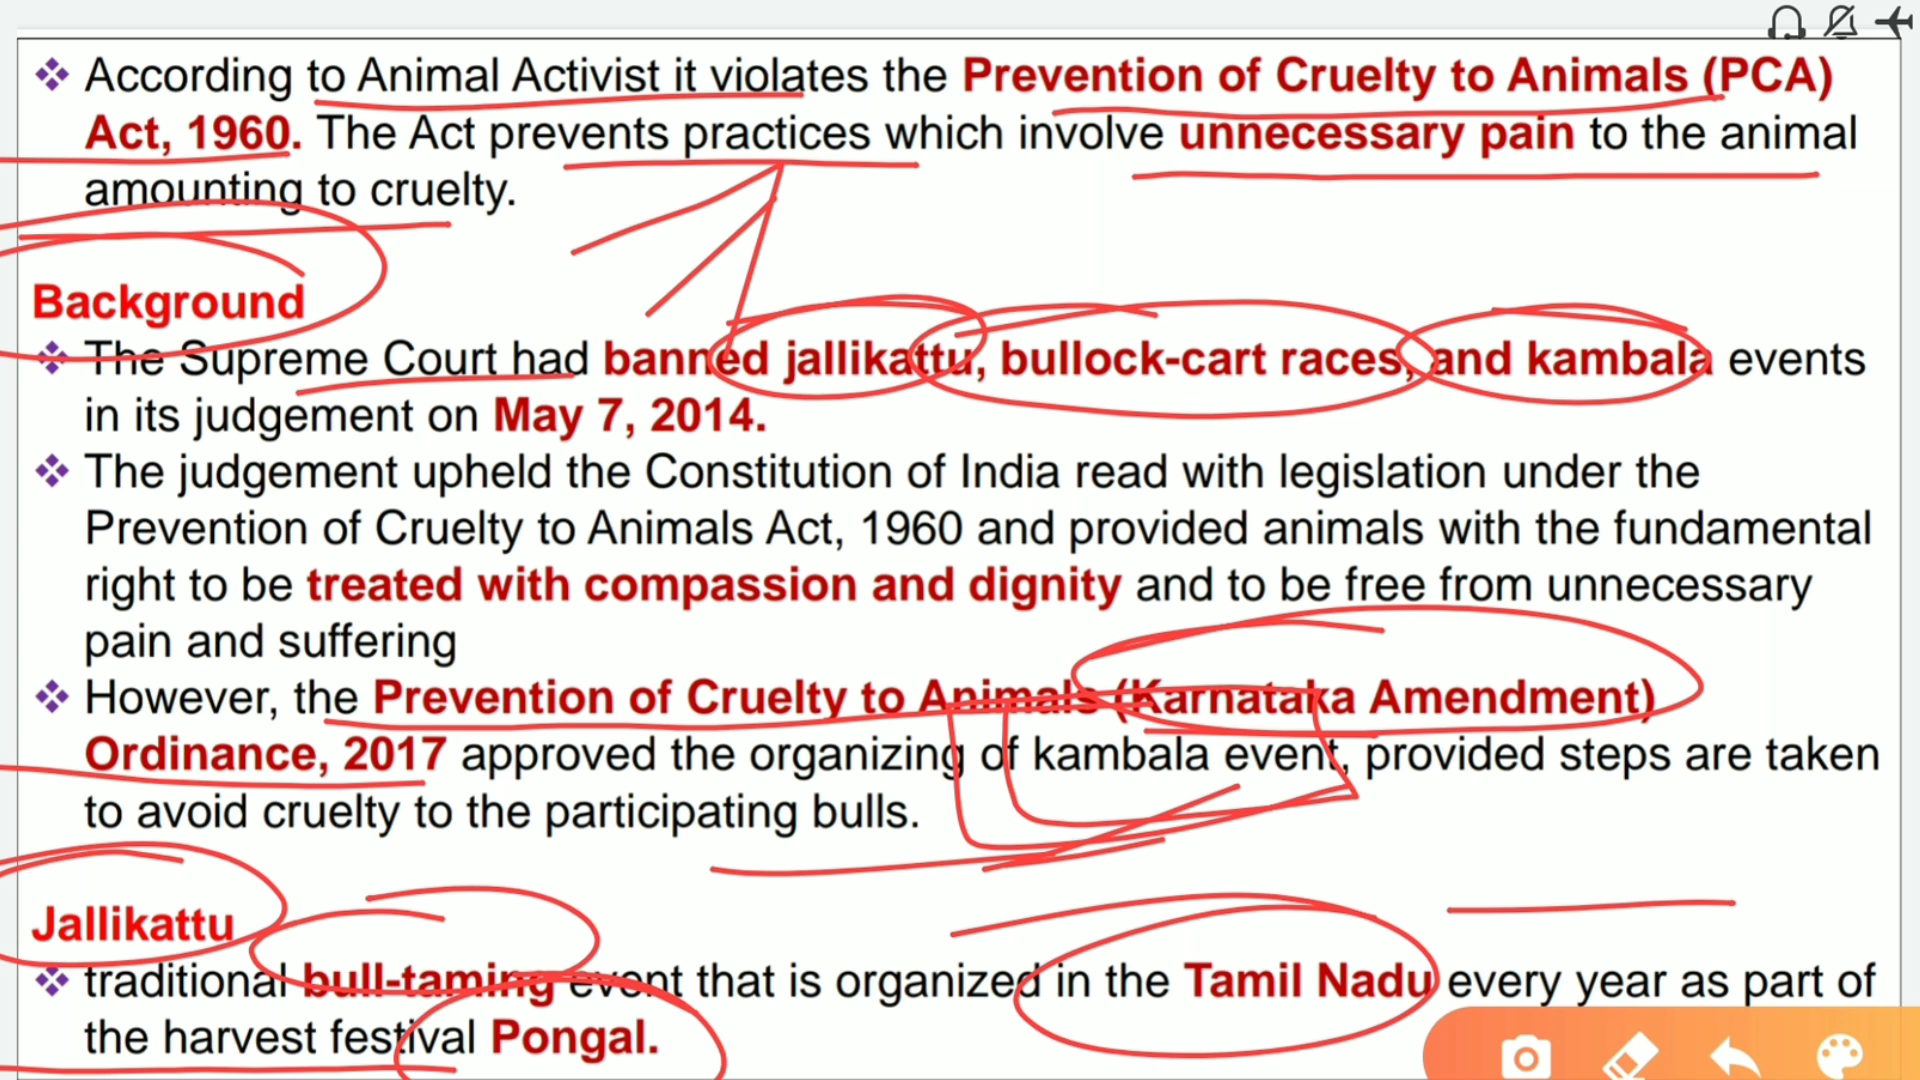 ❖ According to Animal Activist it violates the Prevention of Cruelty to Animals (PCA)
Act, 1960. The Act prevents practices which involve unnecessary pain to the animal
amounting to cruelty.
Background
❖ The Supreme Court had banned jallikattu, bullock-cart races, and kambala events
in its judgement on May 7, 2014.
❖ The judgement upheld the Constitution of India read with legislation under the
Prevention of Cruelty to Animals Act, 1960 and provided animals with the fundamental
right to be treated with compassion and dignity and to be free from unnecessary
pain and suffering
❖ However, the Prevention of Cruelty to Animals (Karnataka Amendment)
Ordinance, 2017 approved the organizing of kambala event, provided steps are taken
to avoid cruelty to the participating bulls.
Jallikattu
❖ traditional bull-taming event that is organized in the Tamil Nadu every year as part of
the harvest festival Pongal.